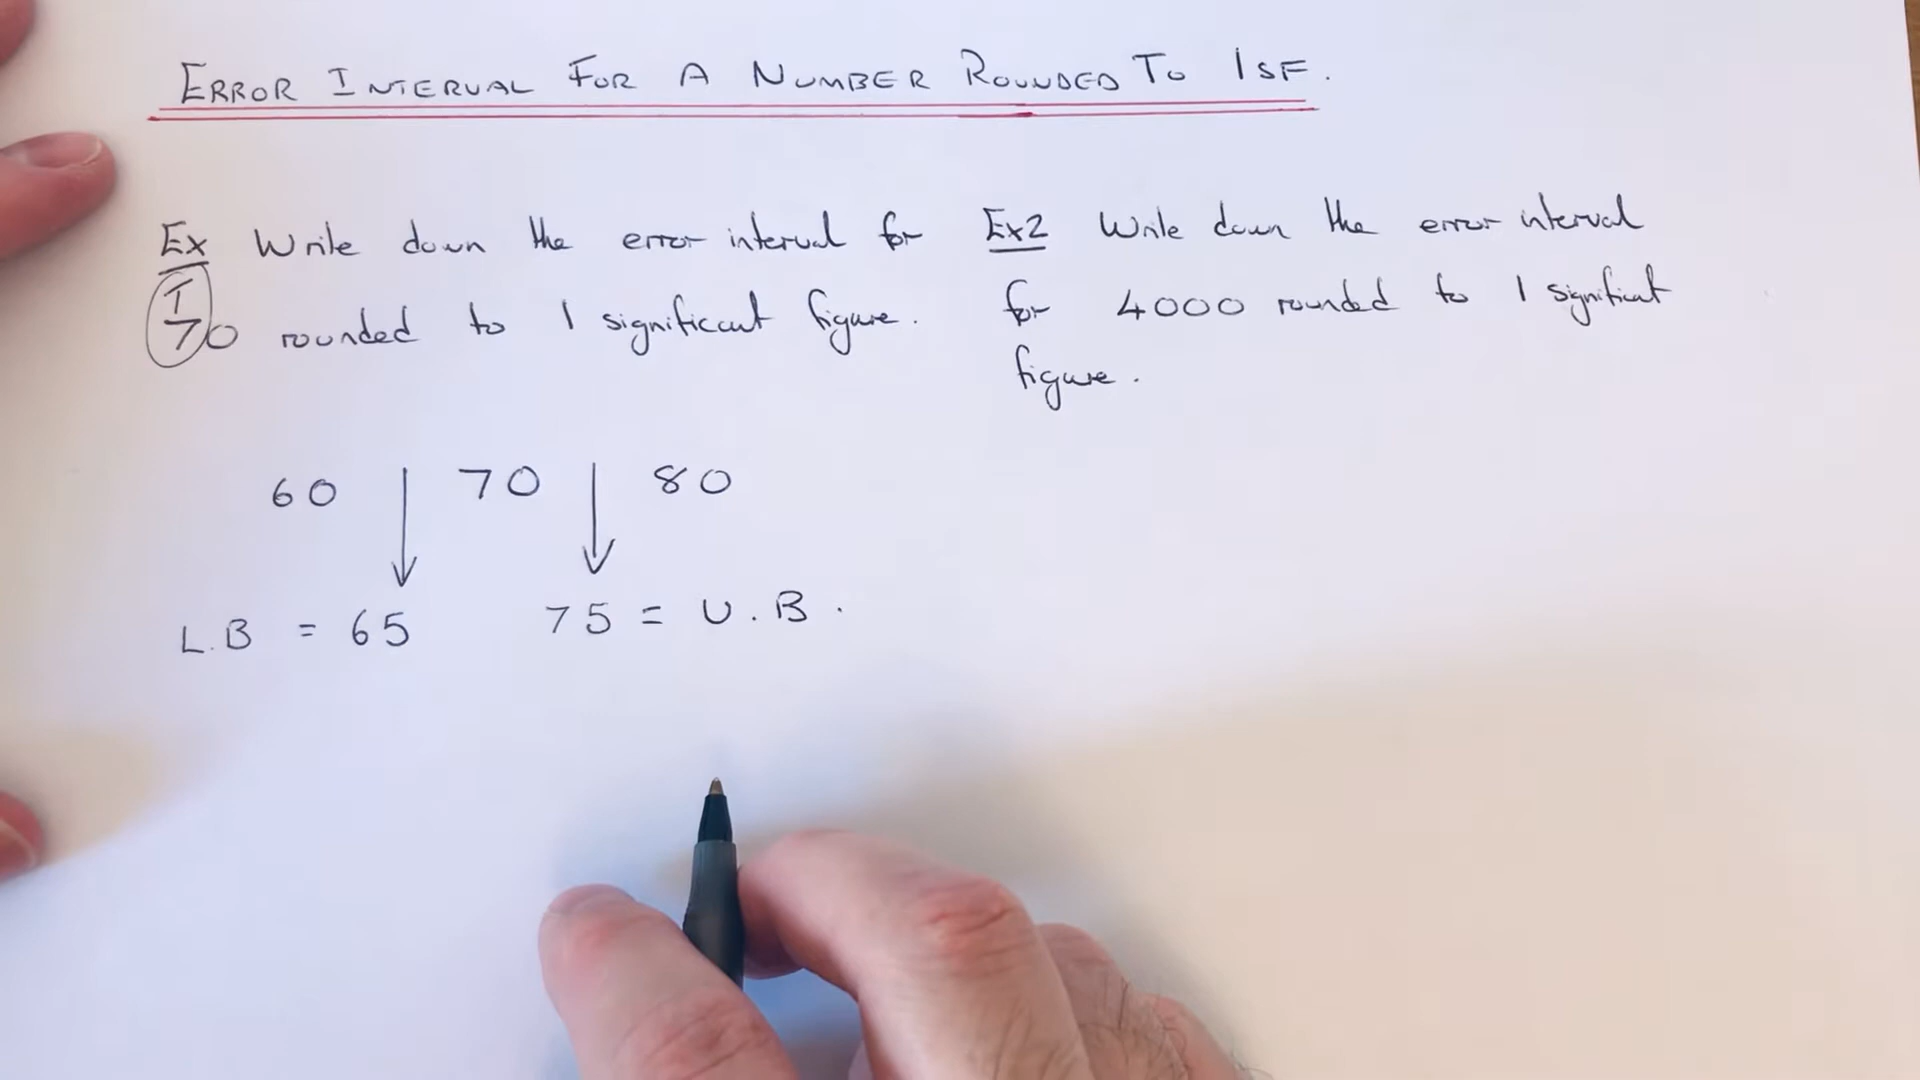 ERROR INTERVAL FOR A NUMBER ROUNDED TO 1SF.
Ex Write down the error interval for
70 rounded to 1 significant figure.
Ex2 Write down the error interval
for 4000 rounded to 1 significant
figure.
60 70 80
L.B = 65 75 = U.B.